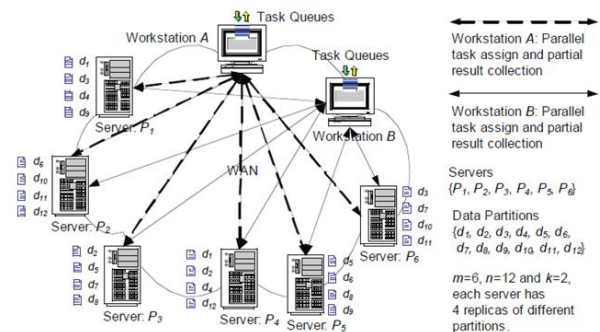 Task Queues
Workstation A
Task Queues
Workstation B
WAN
d1
d3
d4
d9
Server: P1
d6
d10
d11
d12
Server: P2
d2
d5
d7
d8
Server: P3
d1
d2
d4
d12
Server: P4
d5
d6
d8
d9
Server: P5
d3
d7
d10
d11
Server: P6
Workstation A: Parallel
task assign and partial
result collection
Workstation B: Parallel
task assign and partial
result collection
Servers
{P1, P2, P3, P4, P5, P6}
Data Partitions
{d1, d2, d3, d4, d5, d6,
d7, d8, d9, d10, d11, d12}
m=6, n=12 and k=2,
each server has
4 replicas of different
partitions.